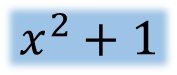 x² + 1